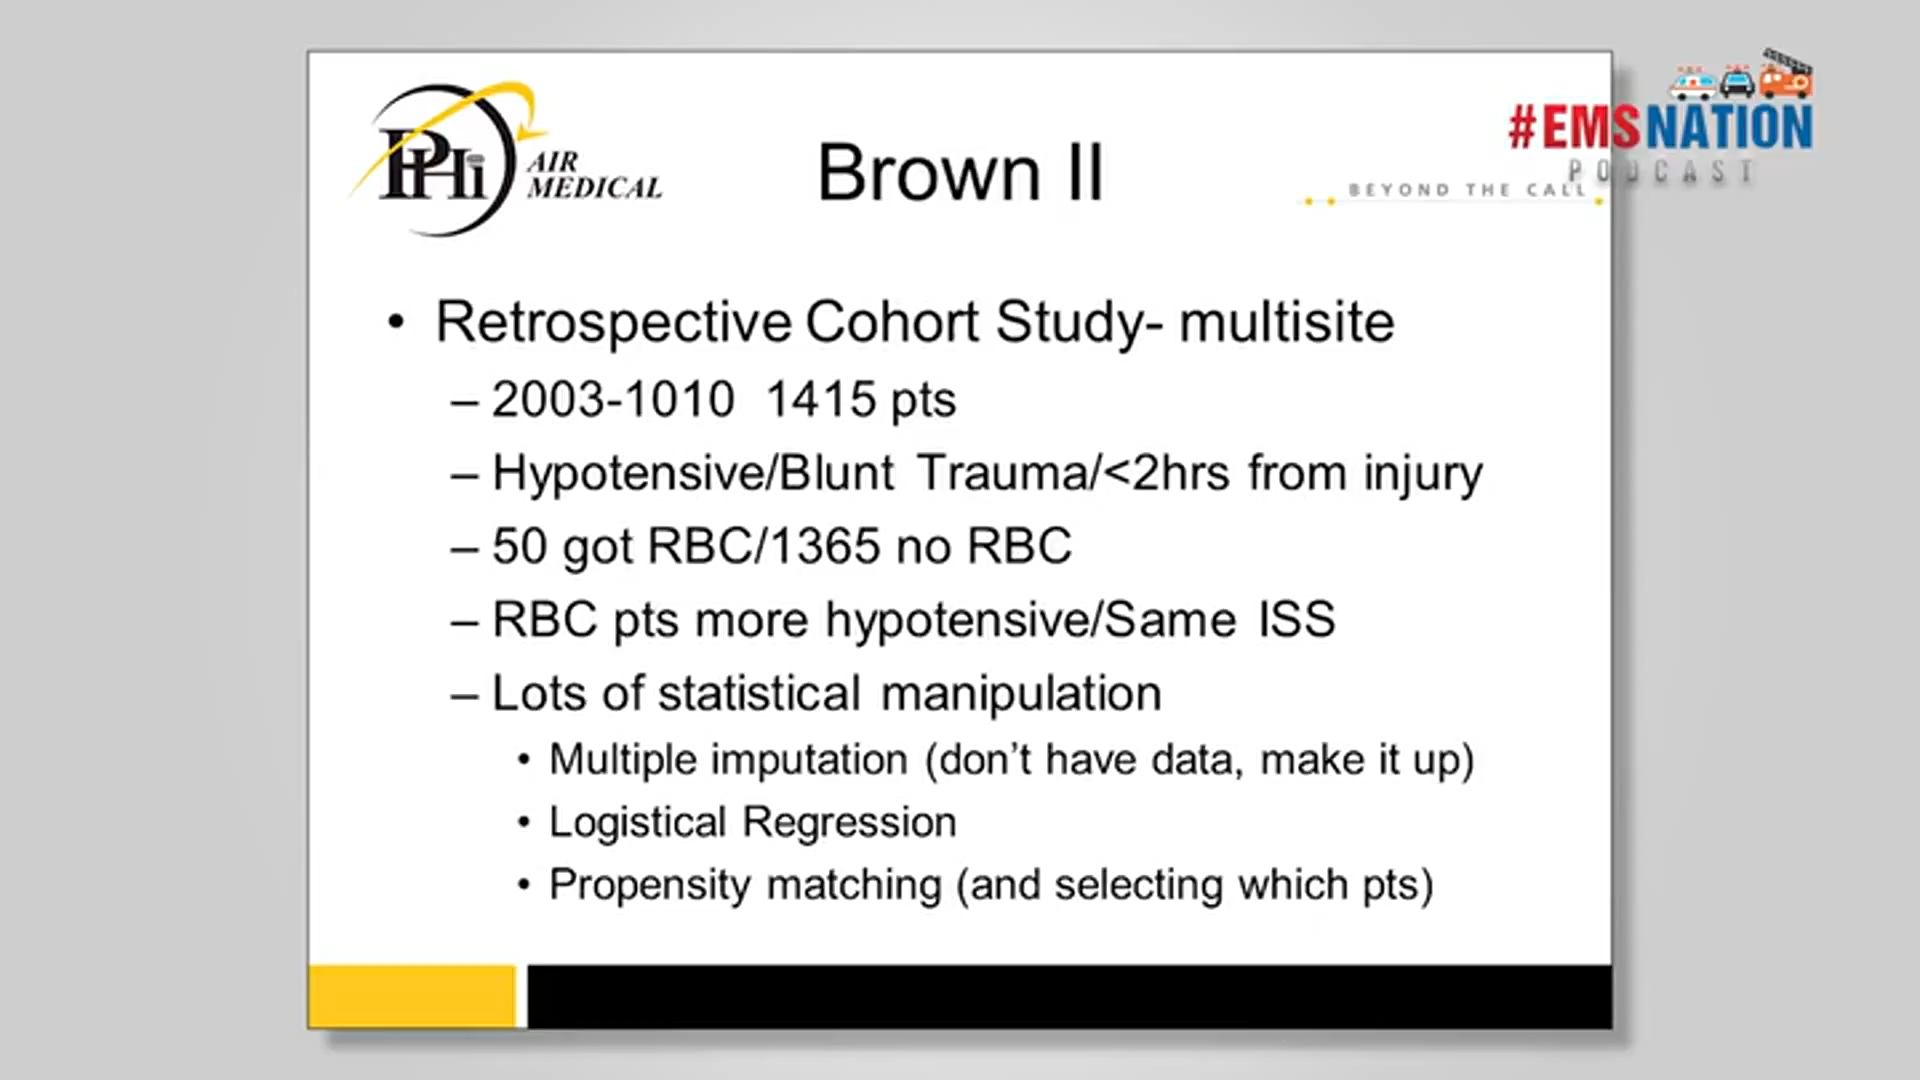 PHi AIR
MEDICAL
Brown II
#EMSNATION
PODCAST
BEYOND THE CALL
• Retrospective Cohort Study- multisite
– 2003-1010 1415 pts
– Hypotensive/Blunt Trauma/<2hrs from injury
– 50 got RBC/1365 no RBC
– RBC pts more hypotensive/Same ISS
– Lots of statistical manipulation
• Multiple imputation (don't have data, make it up)
• Logistical Regression
• Propensity matching (and selecting which pts)